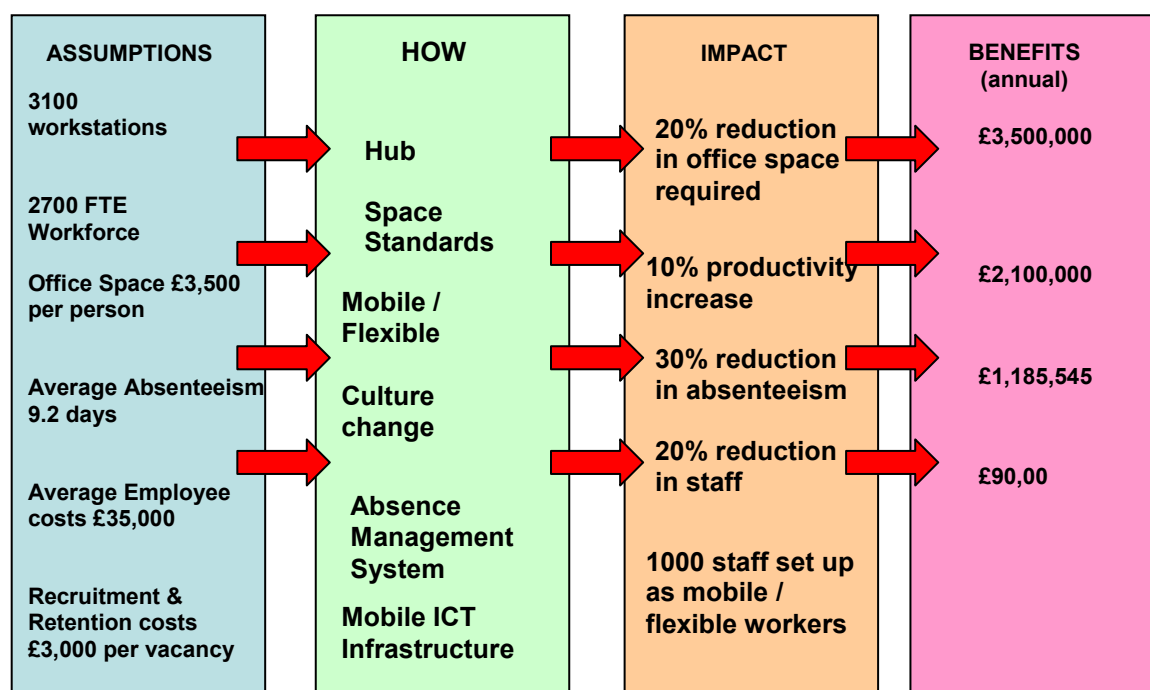 ASSUMPTIONS
3100
workstations
2700 FTE
Workforce
Office Space £3,500
per person
Average Absenteeism
9.2 days
Average Employee
costs £35,000
Recruitment &
Retention costs
£3,000 per vacancy
HOW
Hub
Space
Standards
Mobile /
Flexible
Culture
change
Absence
Management
System
Mobile ICT
Infrastructure
IMPACT
20% reduction
in office space
required
10% productivity
increase
30% reduction
in absenteeism
20% reduction
in staff
1000 staff set up
as mobile /
flexible workers
BENEFITS
(annual)
£3,500,000
£2,100,000
£1,185,545
£90,00